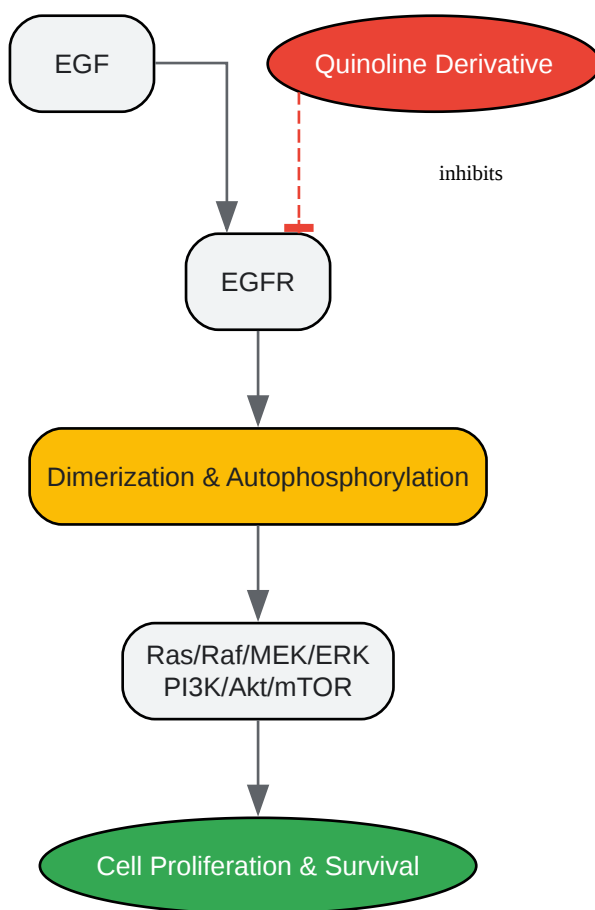 EGF
Quinoline Derivative
inhibits
EGFR
Dimerization & Autophosphorylation
Ras/Raf/MEK/ERK
PI3K/Akt/mTOR
Cell Proliferation & Survival